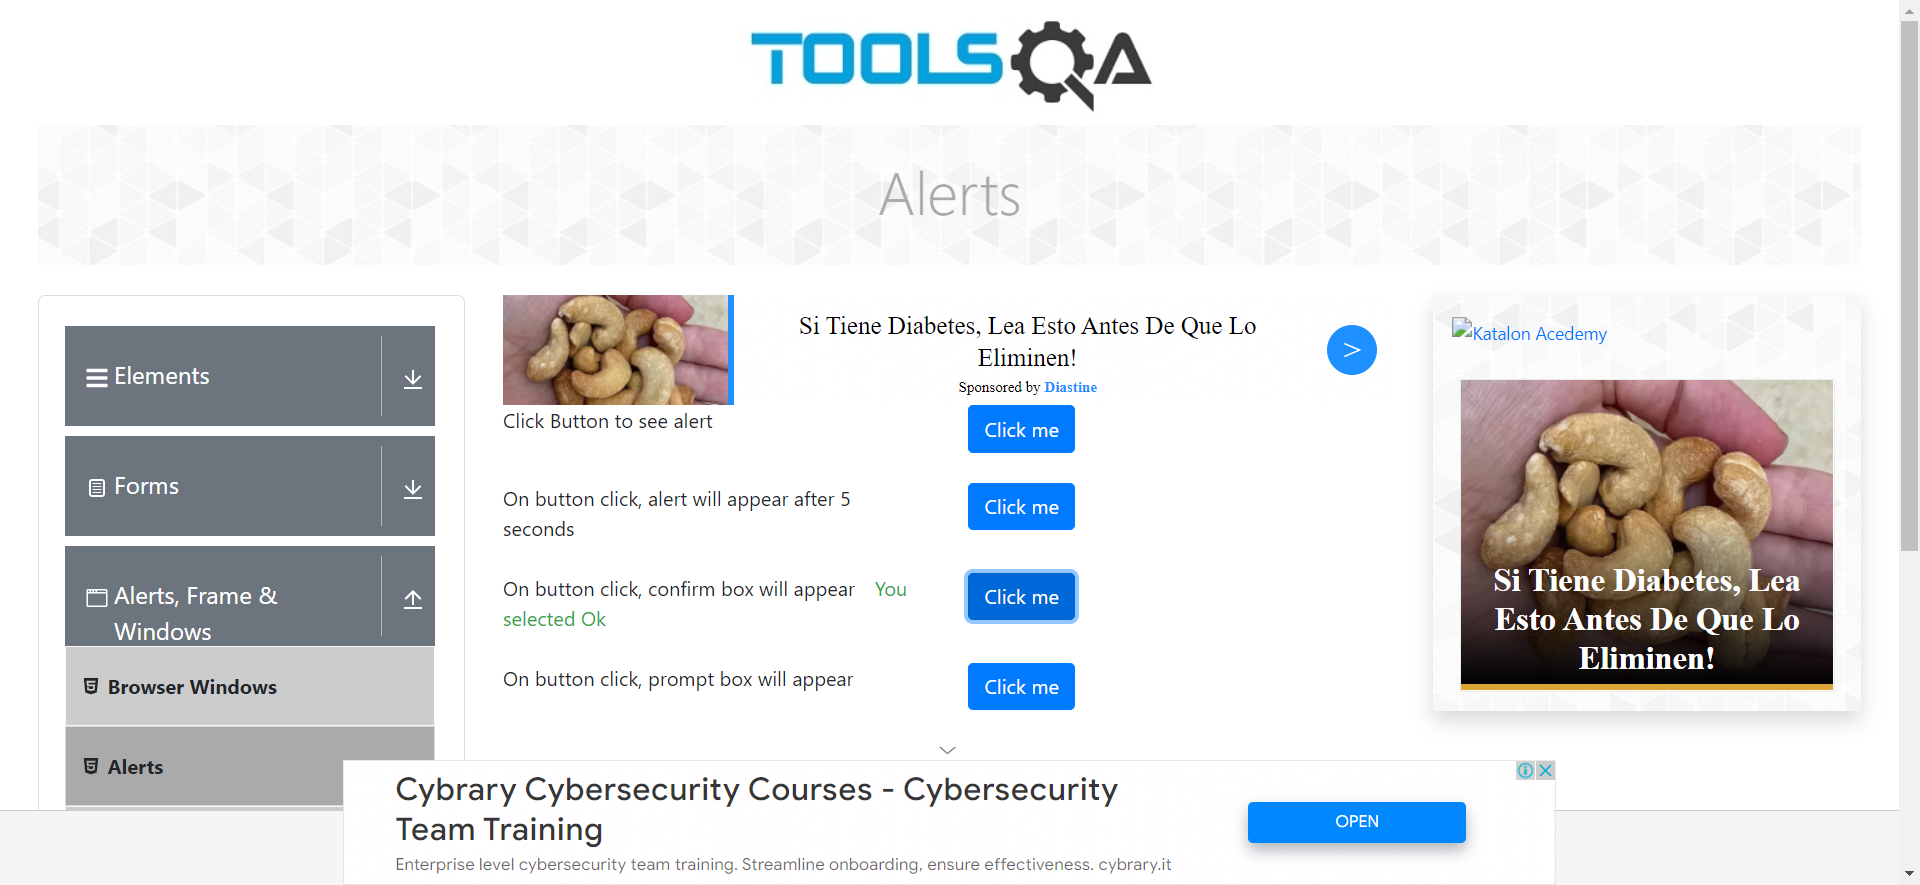 TOOLSQA
Alerts
Elements
Forms
Alerts, Frame &
Windows
Browser Windows
Alerts
Si Tiene Diabetes, Lea Esto Antes De Que Lo
Eliminen!
Sponsored by Diastine
>
Click Button to see alert
Click me
On button click, alert will appear after 5
seconds
Click me
On button click, confirm box will appear You
selected Ok
Click me
On button click, prompt box will appear
Click me
Katalon Acedemy
Si Tiene Diabetes, Lea
Esto Antes De Que Lo
Eliminen!
Cybrary Cybersecurity Courses - Cybersecurity
Team Training
Enterprise level cybersecurity team training. Streamline onboarding, ensure effectiveness. cybrary.it
OPEN